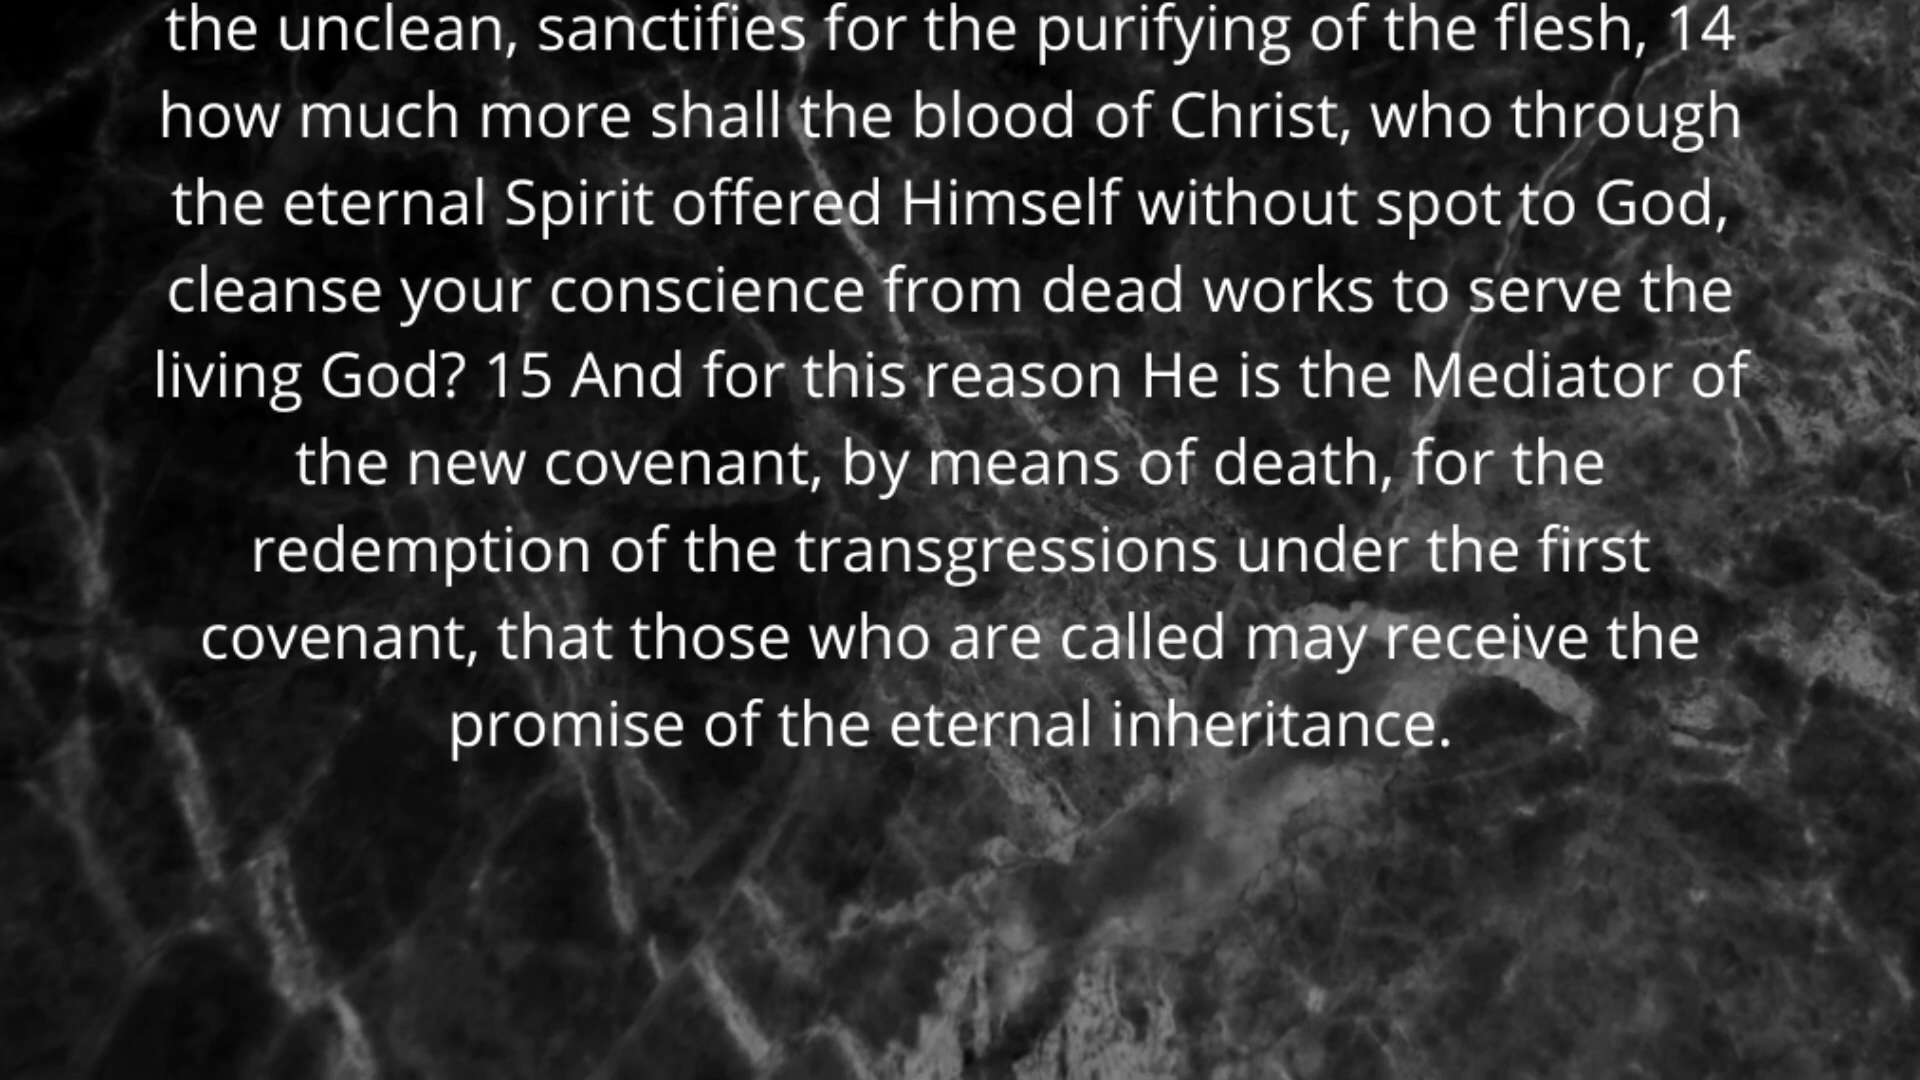 the unclean, sanctifies for the purifying of the flesh, 14
how much more shall the blood of Christ, who through
the eternal Spirit offered Himself without spot to God,
cleanse your conscience from dead works to serve the
living God? 15 And for this reason He is the Mediator of
the new covenant, by means of death, for the
redemption of the transgressions under the first
covenant, that those who are called may receive the
promise of the eternal inheritance.